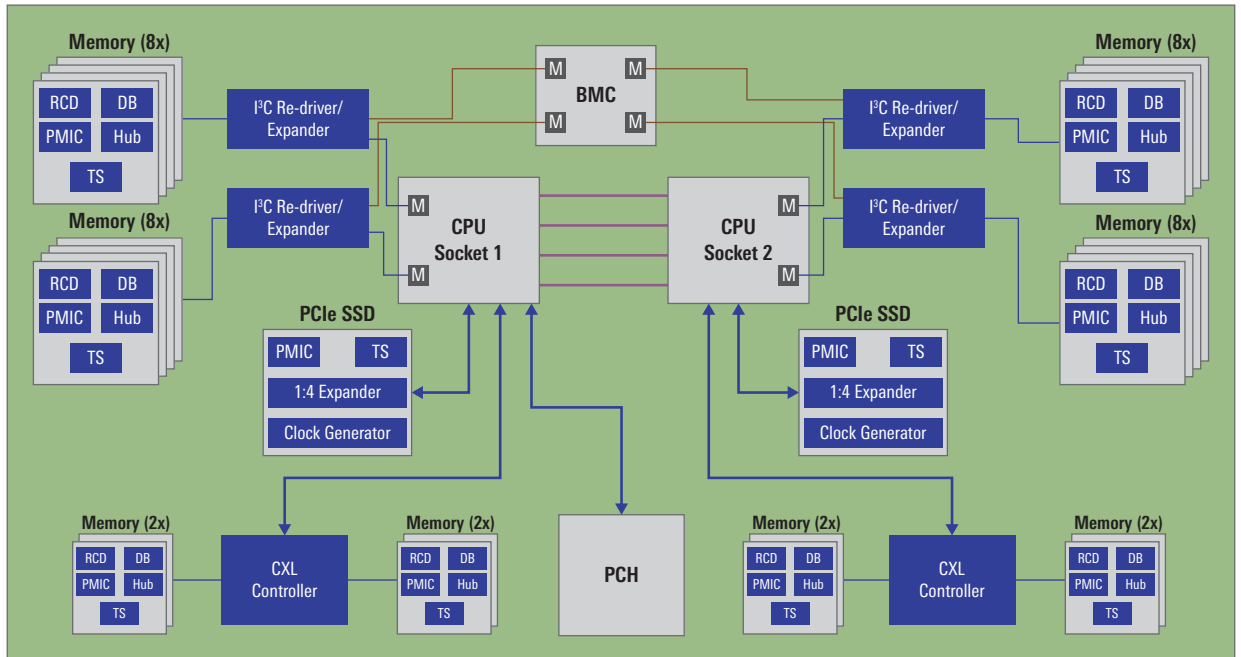 Memory (8x)
RCD
DB
PMIC
Hub
TS
I³C Re-driver/
Expander
M
M
BMC
M
M
I³C Re-driver/
Expander
Memory (8x)
RCD
DB
PMIC
Hub
TS
Memory (8x)
RCD
DB
PMIC
Hub
TS
I³C Re-driver/
Expander
M
CPU
Socket 1
M
CPU
Socket 2
M
M
I³C Re-driver/
Expander
Memory (8x)
RCD
DB
PMIC
Hub
TS
PCIe SSD
PMIC
TS
1:4 Expander
Clock Generator
PCIe SSD
PMIC
TS
1:4 Expander
Clock Generator
Memory (2x)
RCD
DB
PMIC
Hub
TS
CXL
Controller
Memory (2x)
RCD
DB
PMIC
Hub
TS
PCH
Memory (2x)
RCD
DB
PMIC
Hub
TS
CXL
Controller
Memory (2x)
RCD
DB
PMIC
Hub
TS